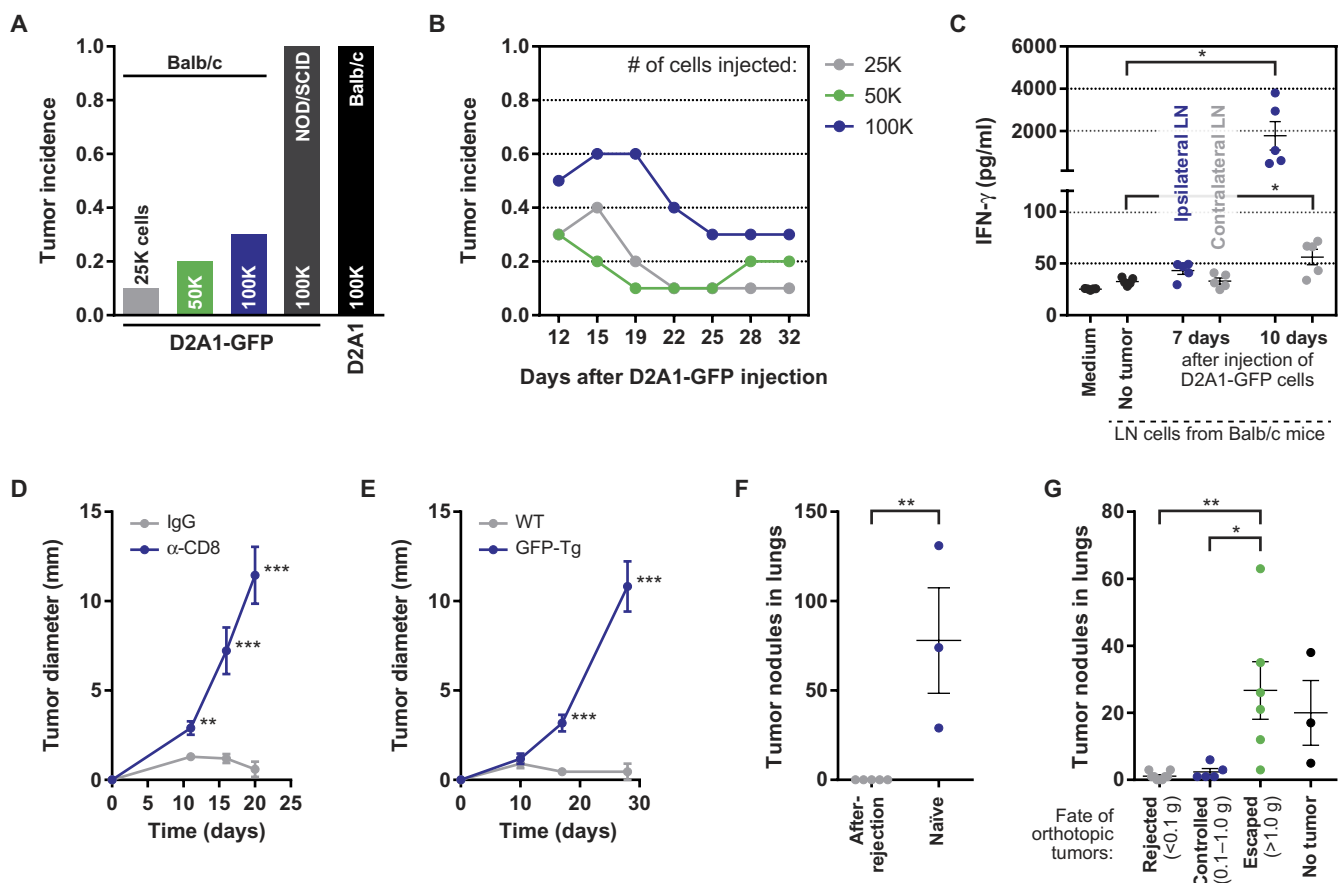 A
Tumor incidence
1.0
0.8
0.6
0.4
0.2
0.0
Balb/c
25K cells
50K
100K
NOD/SCID
100K
Balb/c
100K
D2A1-GFP
D2A1
B
Tumor incidence
1.0
0.8
0.6
0.4
0.2
0.0
# of cells injected:
25K
50K
100K
12 15 19 22 25 28 32
Days after D2A1-GFP injection
C
IFN-γ (pg/ml)
6000
4000
2000
100
50
0
*
*
Ipsilateral LN
Contralateral LN
Medium
No tumor
7 days 10 days
after injection of
D2A1-GFP cells
LN cells from Balb/c mice
D
Tumor diameter (mm)
15
10
5
0
IgG
α-CD8
**
***
***
0 5 10 15 20 25
Time (days)
E
Tumor diameter (mm)
15
10
5
0
WT
GFP-Tg
***
***
0 10 20 30
Time (days)
F
Tumor nodules in lungs
150
100
50
0
**
After-
rejection
Naïve
G
Tumor nodules in lungs
80
60
40
20
0
**
*
Fate of
orthotopic
tumors:
Rejected
(<0.1 g)
Controlled
(0.1–1.0 g)
Escaped
(>1.0 g)
No tumor